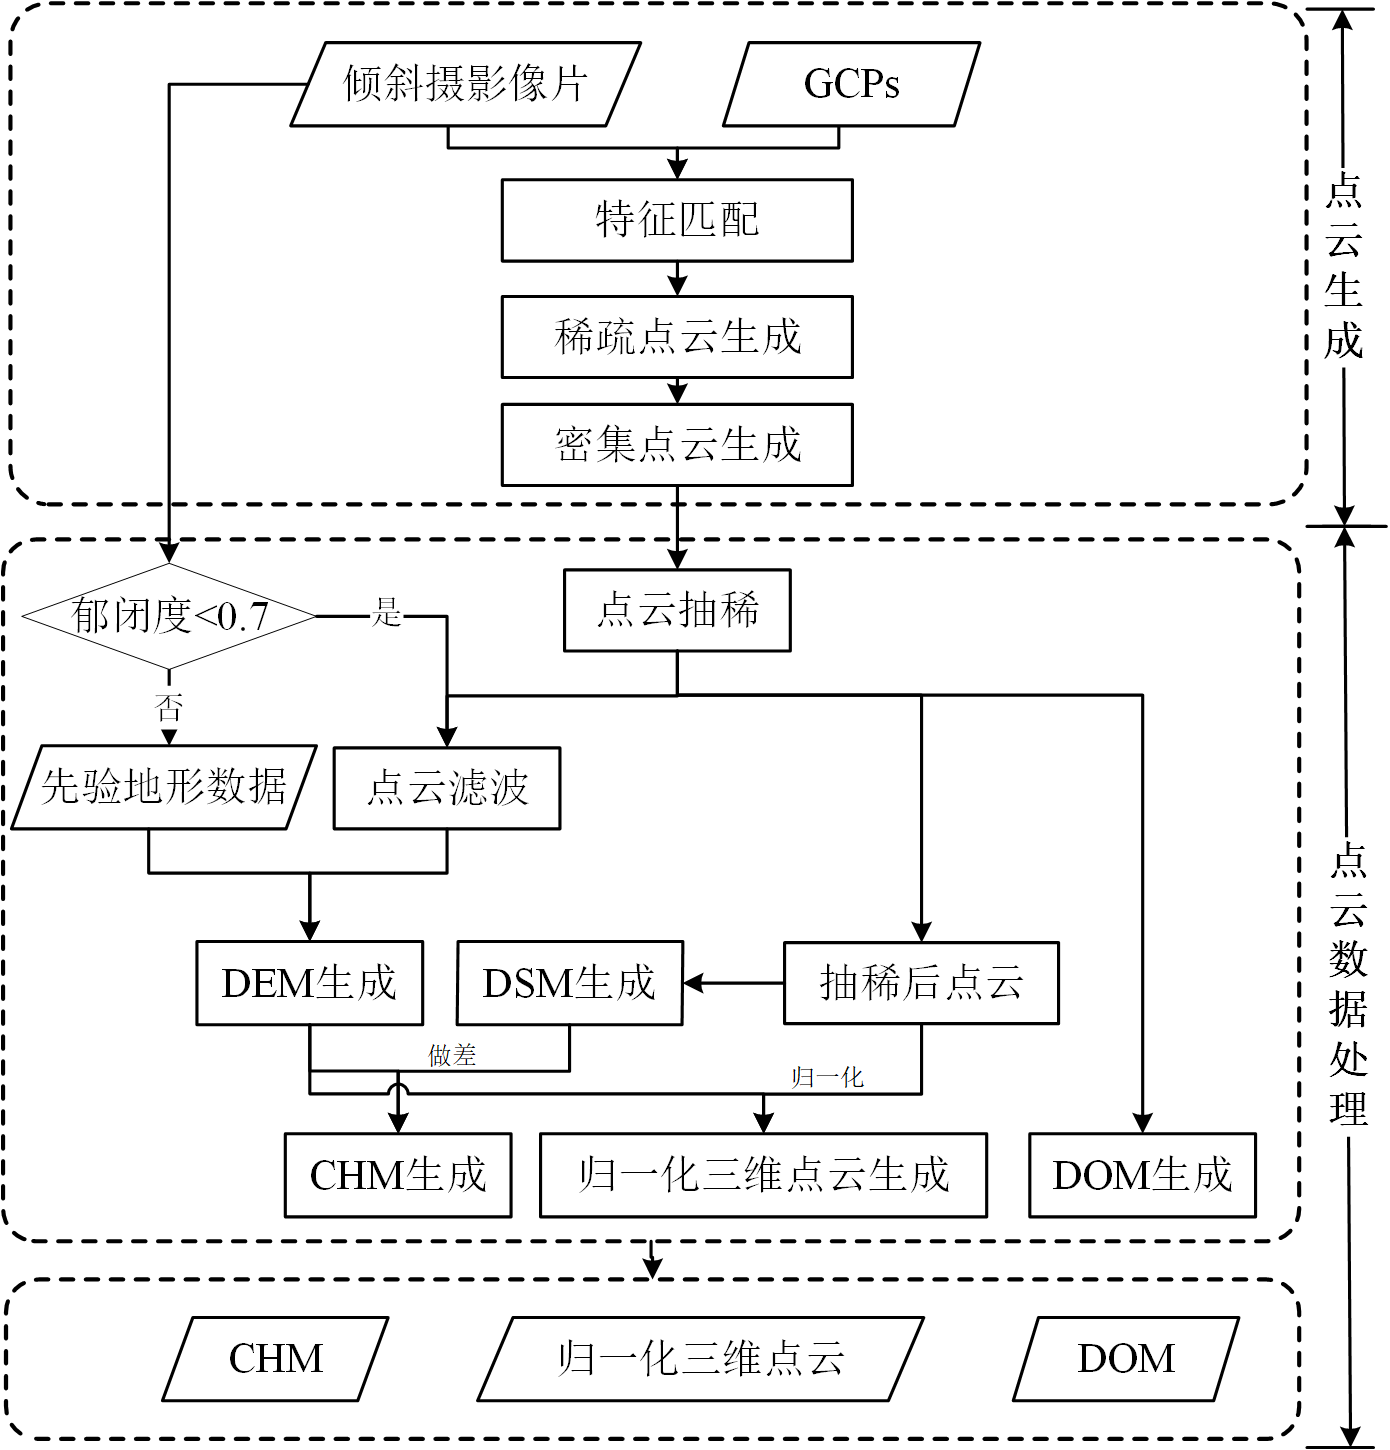 倾斜摄影像片
GCPs
特征匹配
稀疏点云生成
密集点云生成
点云生成
郁闭度<0.7
是
否
点云抽稀
先验地形数据
点云滤波
DEM生成
DSM生成
抽稀后点云
做差
归一化
CHM生成
归一化三维点云生成
DOM生成
点云数据处理
CHM
归一化三维点云
DOM